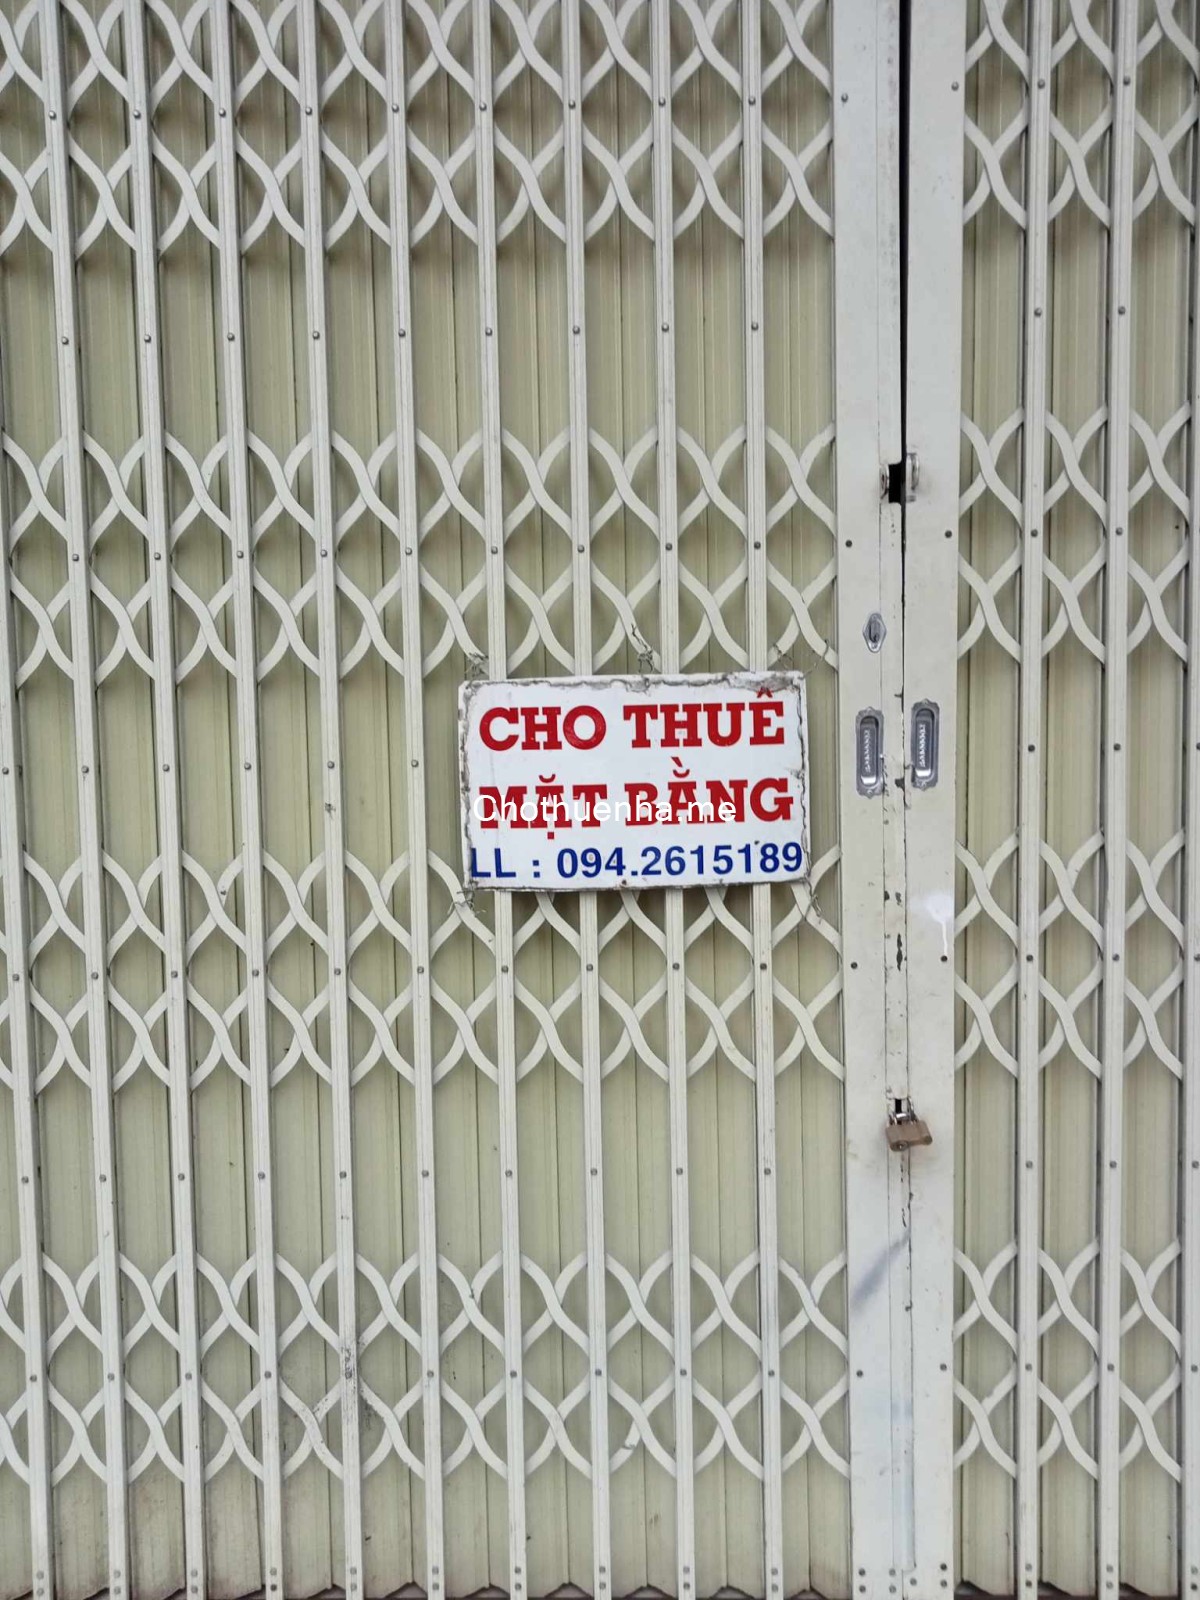 CHO THUÊ
MẶT BẰNG
Chothuenha.me
LL : 094.2615189